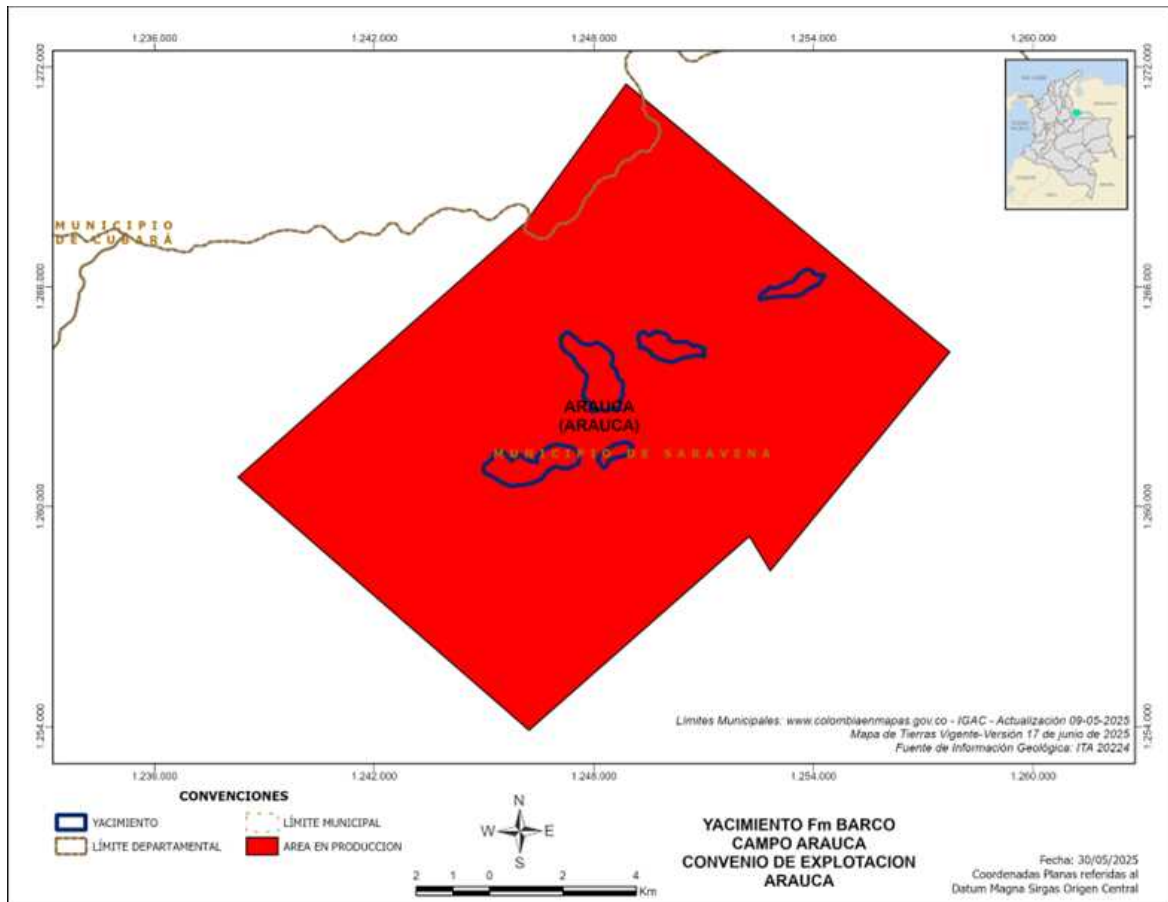 1.236.000
1.242.000
1.248.000
1.254.000
1.260.000
1.272.000
1.272.000
MUNICIPIO
DE CUBARÁ
1.266.000
1.266.000
ARAUCA
(ARAUCA)
MUNICIPIO DE SARAVENA
1.260.000
1.260.000
Límites Municipales: www.colombiaenmapas.gov.co - IGAC - Actualización 09-05-2025
Mapa de Tierras Vigente-Versión 17 de junio de 2025
Fuente de Información Geológica: ITA 20224
1.254.000
1.254.000
1.236.000
1.242.000
1.248.000
1.254.000
1.260.000
CONVENCIONES
YACIMIENTO
LÍMITE MUNICIPAL
LÍMITE DEPARTAMENTAL
AREA EN PRODUCCION
N
W
E
S
2 1 0 2 4
Km
YACIMIENTO Fm BARCO
CAMPO ARAUCA
CONVENIO DE EXPLOTACION
ARAUCA
Fecha: 30/05/2025
Coordenadas Planas referidas al
Datum Magna Sirgas Origen Central